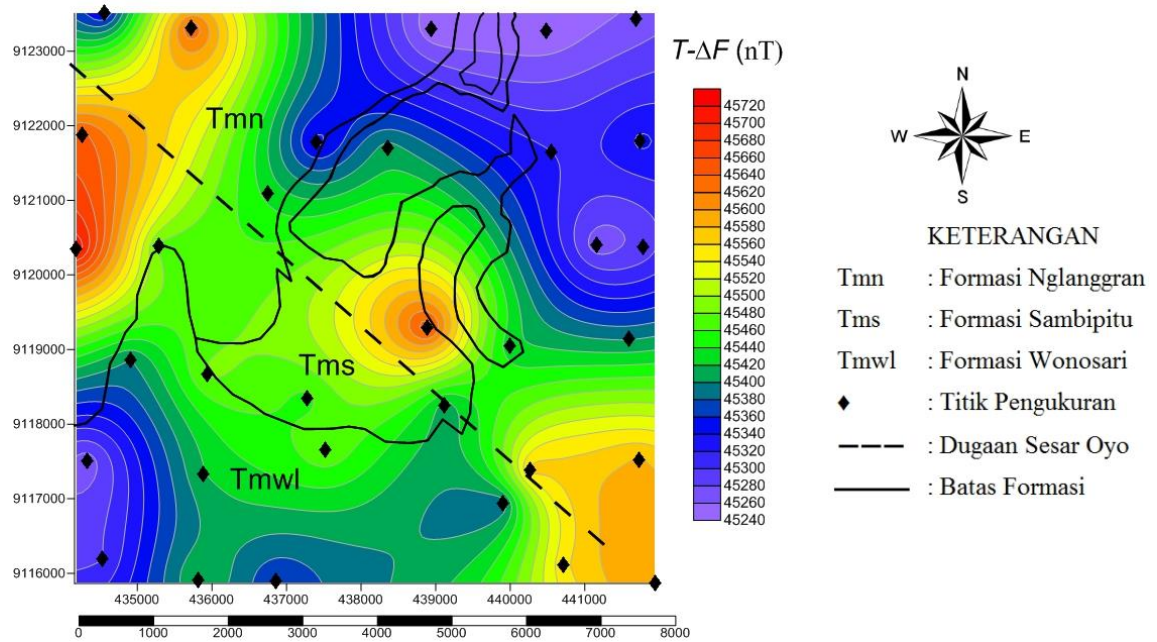 9123000
9122000
9121000
9120000
9119000
9118000
9117000
9116000
435000 436000 437000 438000 439000 440000 441000
0 1000 2000 3000 4000 5000 6000 7000 8000
Tmn
Tms
Tmwl
T-ΔF (nT)
45720
45700
45680
45660
45640
45620
45600
45580
45560
45540
45520
45500
45480
45460
45440
45420
45400
45380
45360
45340
45320
45300
45280
45260
45240
N
W E
S
KETERANGAN
Tmn : Formasi Nglanggran
Tms : Formasi Sambipitu
Tmwl : Formasi Wonosari
: Titik Pengukuran
: Dugaan Sesar Oyo
: Batas Formasi